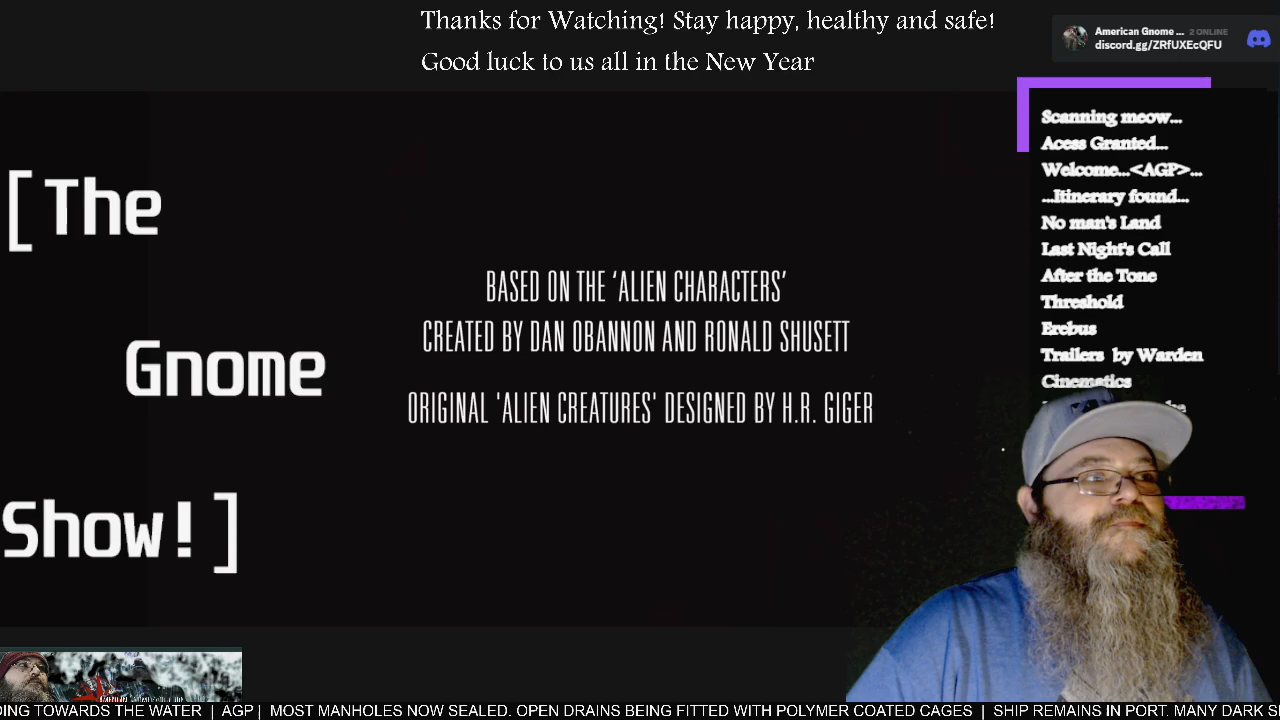 Thanks for Watching! Stay happy, healthy and safe!
Good luck to us all in the New Year
American Gnome ... 2 ONLINE
discord.gg/ZRfUXEcQFU
[The
Gnome
Show!]
BASED ON THE ‘ALIEN CHARACTERS’
CREATED BY DAN OBANNON AND RONALD SHUSETT
ORIGINAL 'ALIEN CREATURES' DESIGNED BY H.R. GIGER
Scanning meow...
Acess Granted...
Welcome...<AGP>...
...Itinerary found...
No man's Land
Last Night's Call
After the Tone
Threshold
Erebus
Trailers by Warden
Cinematics
DING TOWARDS THE WATER | AGP | MOST MANHOLES NOW SEALED. OPEN DRAINS BEING FITTED WITH POLYMER COATED CAGES | SHIP REMAINS IN PORT. MANY DARK S